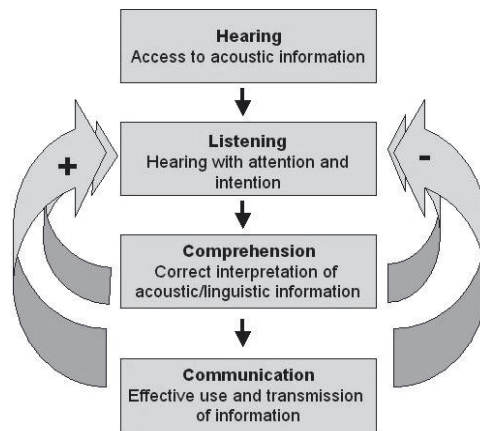 Hearing
Access to acoustic information
Listening
Hearing with attention and
intention
+
-
Comprehension
Correct interpretation of
acoustic/linguistic information
Communication
Effective use and transmission
of information